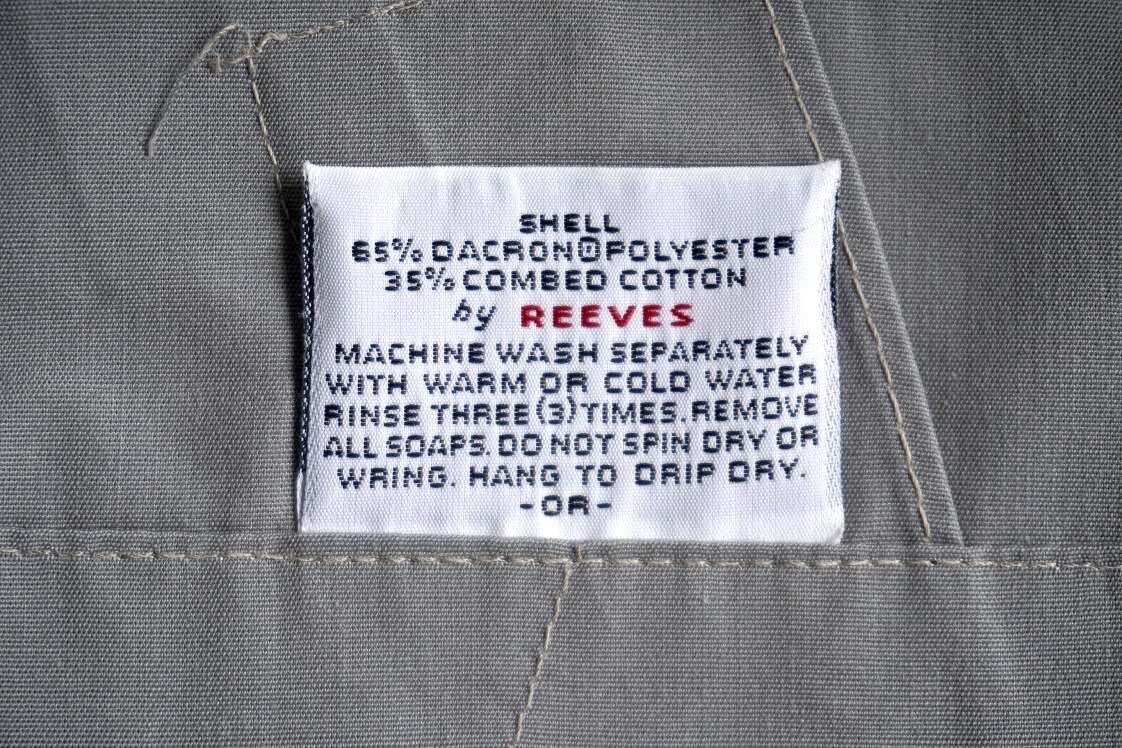 SHELL
65% DACRON®POLYESTER
35% COMBED COTTON
by REEVES
MACHINE WASH SEPARATELY
WITH WARM OR COLD WATER
RINSE THREE (3) TIMES. REMOVE
ALL SOAPS. DO NOT SPIN DRY OR
WRING. HANG TO DRIP DRY.
-OR-